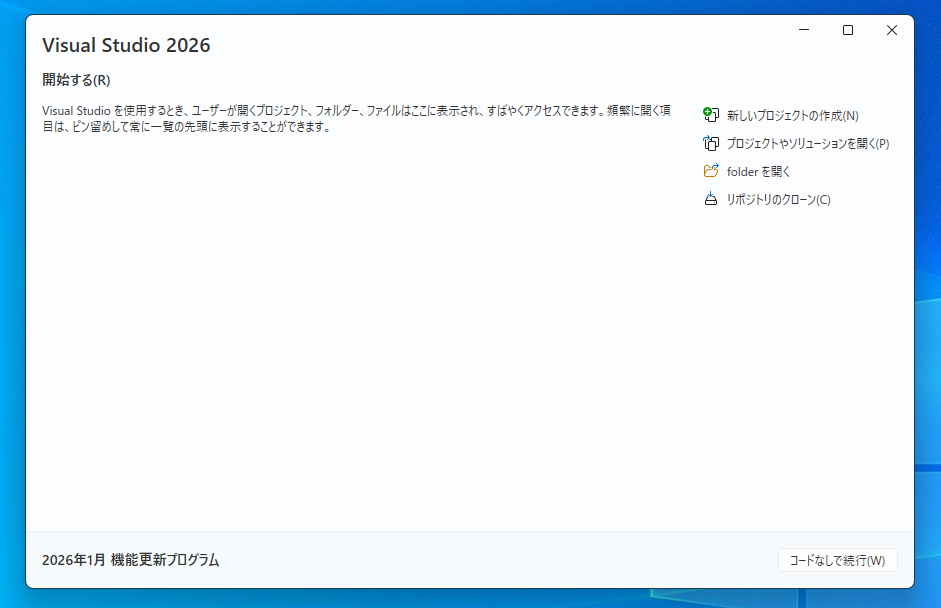 Visual Studio 2026
開始する(R)
Visual Studio を使用するとき、ユーザーが開くプロジェクト、フォルダー、ファイルはここに表示され、すばやくアクセスできます。頻繁に開く項
目は、ピン留めして常に一覧の先頭に表示することができます。
新しいプロジェクトの作成(N)
プロジェクトやソリューションを開く(P)
folder を開く
リポジトリのクローン(C)
2026年1月 機能更新プログラム
コードなしで続行(W)